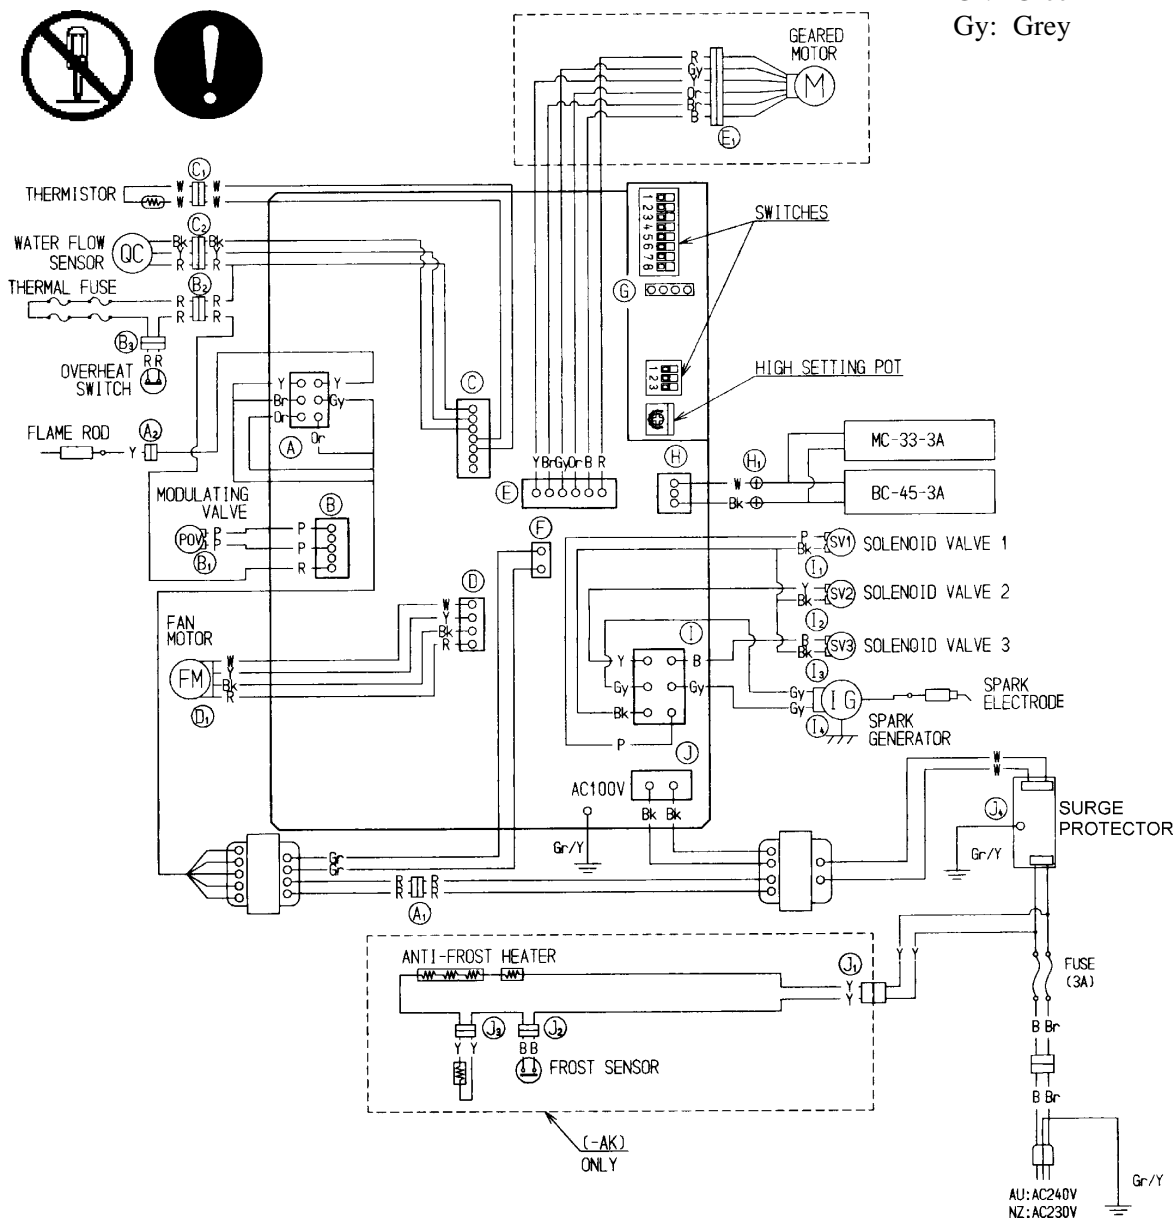 Gy: Grey
GEARED
MOTOR
M
R
Gy
Y
Or
Br
B
E₁
C₁
THERMISTOR
W
W
W
W
C₂
WATER FLOW
SENSOR
QC
Bk
Y
R
Bk
Y
R
THERMAL FUSE
B₂
R
R
R
R
B₃
R R
OVERHEAT
SWITCH
SWITCHES
1
2
3
4
5
6
7
8
G
1
2
3
HIGH SETTING POT
FLAME ROD
Y
A₂
Y
Br
Or
Y
Gy
Or
A
C
MODULATING
VALVE
POV
P
P
B₁
P
P
R
B
Y Br Gy Or B R
E
F
H
H₁
W
Bk
MC-33-3A
BC-45-3A
P
Bk
SV1
SOLENOID VALVE 1
I₁
Y
Bk
SV2
SOLENOID VALVE 2
I₂
B
Bk
SV3
SOLENOID VALVE 3
I₃
D
W
Y
Bk
R
FAN
MOTOR
FM
W
Y
Bk
R
D₁
I
Y
Gy
Bk
B
Gy
P
Gy
Gy
IG
I₄
SPARK
GENERATOR
SPARK
ELECTRODE
J
AC100V
Bk
Bk
Gr/Y
W
W
J₄
SURGE
PROTECTOR
Gr/Y
Gr
Gr
R
R
R
R
A₁
ANTI-FROST HEATER
J₁
Y
Y
Y
Y
J₃
J₂
Y Y
B B
FROST SENSOR
(-AK)
ONLY
FUSE
(3A)
B Br
B Br
Gr/Y
AU:AC240V
NZ:AC230V